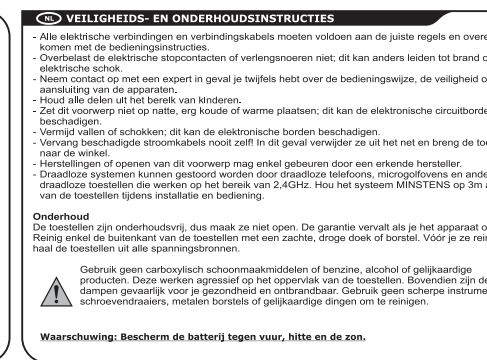 NL VEILIGHEIDS- EN ONDERHOUDSINSTRUCTIES
- Alle elektrische verbindingen en verbindingskabels moeten voldoen aan de juiste regels en overe
komen met de bedieningsinstructies.
- Overbelast de elektrische stopcontacten of verlengsnoeren niet; dit kan anders leiden tot brand o
elektrische schok.
- Neem contact op met een expert in geval je twijfels hebt over de bedieningswijze, de veiligheid o
aansluiting van de apparaten.
- Houd alle delen uit het bereik van kinderen.
- Zet dit voorwerp niet op natte, erg koude of warme plaatsen; dit kan de elektronische circuitborde
beschadigen.
- Vermijd vallen of schokken; dit kan de elektronische borden beschadigen.
- Vervang beschadigde stroomkabels nooit zelf! In dit geval verwijder ze uit het net en breng de toe
naar de winkel.
- Herstellingen of openen van dit voorwerp mag enkel gebeuren door een erkende hersteller.
- Draadloze systemen kunnen gestoord worden door draadloze telefoons, microgolfovens en ande
draadloze toestellen die werken op het bereik van 2,4GHz. Hou het systeem MINSTENS op 3m a
van de toestellen tijdens installatie en bediening.
Onderhoud
De toestellen zijn onderhoudsvrij, dus maak ze niet open. De garantie vervalt als je het apparaat o
Reinig enkel de buitenkant van de toestellen met een zachte, droge doek of borstel. Vóór je ze rein
haal de toestellen uit alle spanningsbronnen.
Gebruik geen carboxylisch schoonmaakmiddelen of benzine, alcohol of gelijkaardige
producten. Deze werken agressief op het oppervlak van de toestellen. Bovendien zijn de
dampen gevaarlijk voor je gezondheid en ontbrandbaar. Gebruik geen scherpe instrume
schroevendraaiers, metalen borstels of gelijkaardige dingen om te reinigen.
Waarschuwing: Bescherm de batterij tegen vuur, hitte en de zon.